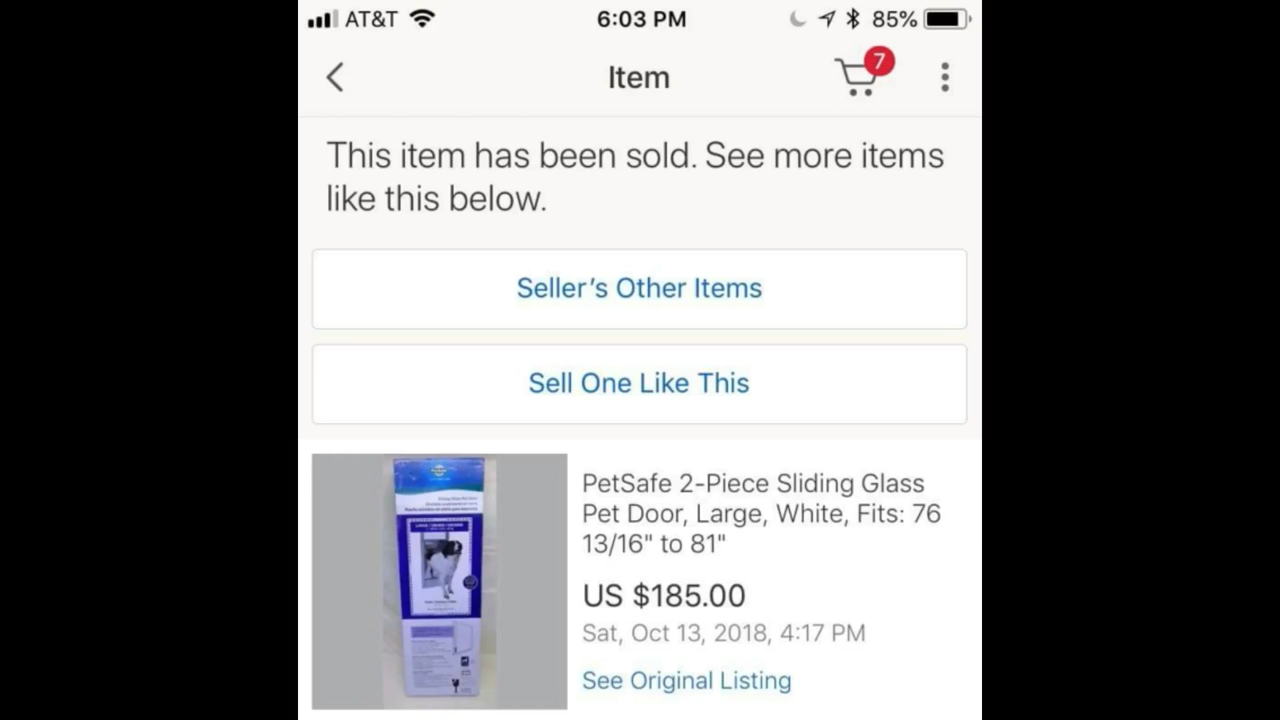 AT&T 6:03 PM 85%
Item 7
This item has been sold. See more items
like this below.
Seller's Other Items
Sell One Like This
PetSafe 2-Piece Sliding Glass
Pet Door, Large, White, Fits: 76
13/16" to 81"
US $185.00
Sat, Oct 13, 2018, 4:17 PM
See Original Listing